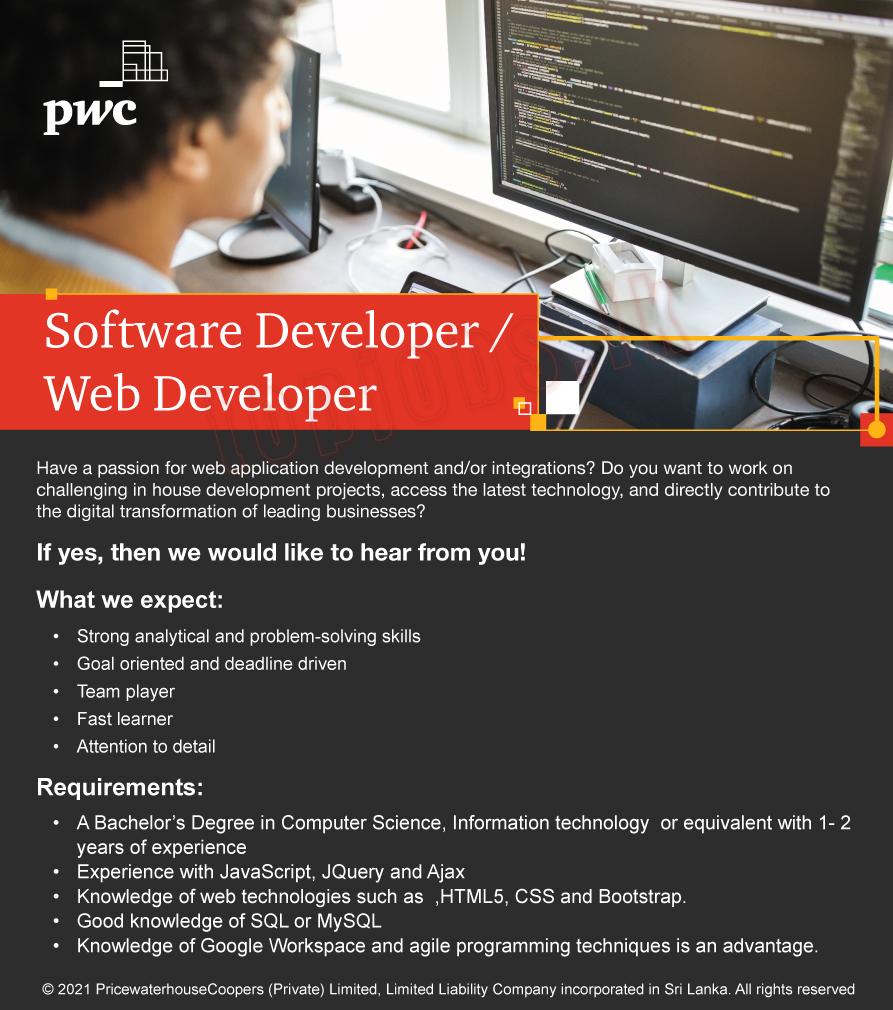 pwc
Software Developer /
Web Developer
topjobs.lk
Have a passion for web application development and/or integrations? Do you want to work on
challenging in house development projects, access the latest technology, and directly contribute to
the digital transformation of leading businesses?
If yes, then we would like to hear from you!
What we expect:
• Strong analytical and problem-solving skills
• Goal oriented and deadline driven
• Team player
• Fast learner
• Attention to detail
Requirements:
• A Bachelor’s Degree in Computer Science, Information technology  or equivalent with 1- 2
years of experience
• Experience with JavaScript, JQuery and Ajax
• Knowledge of web technologies such as  ,HTML5, CSS and Bootstrap.
• Good knowledge of SQL or MySQL
• Knowledge of Google Workspace and agile programming techniques is an advantage.
© 2021 PricewaterhouseCoopers (Private) Limited, Limited Liability Company incorporated in Sri Lanka. All rights reserved